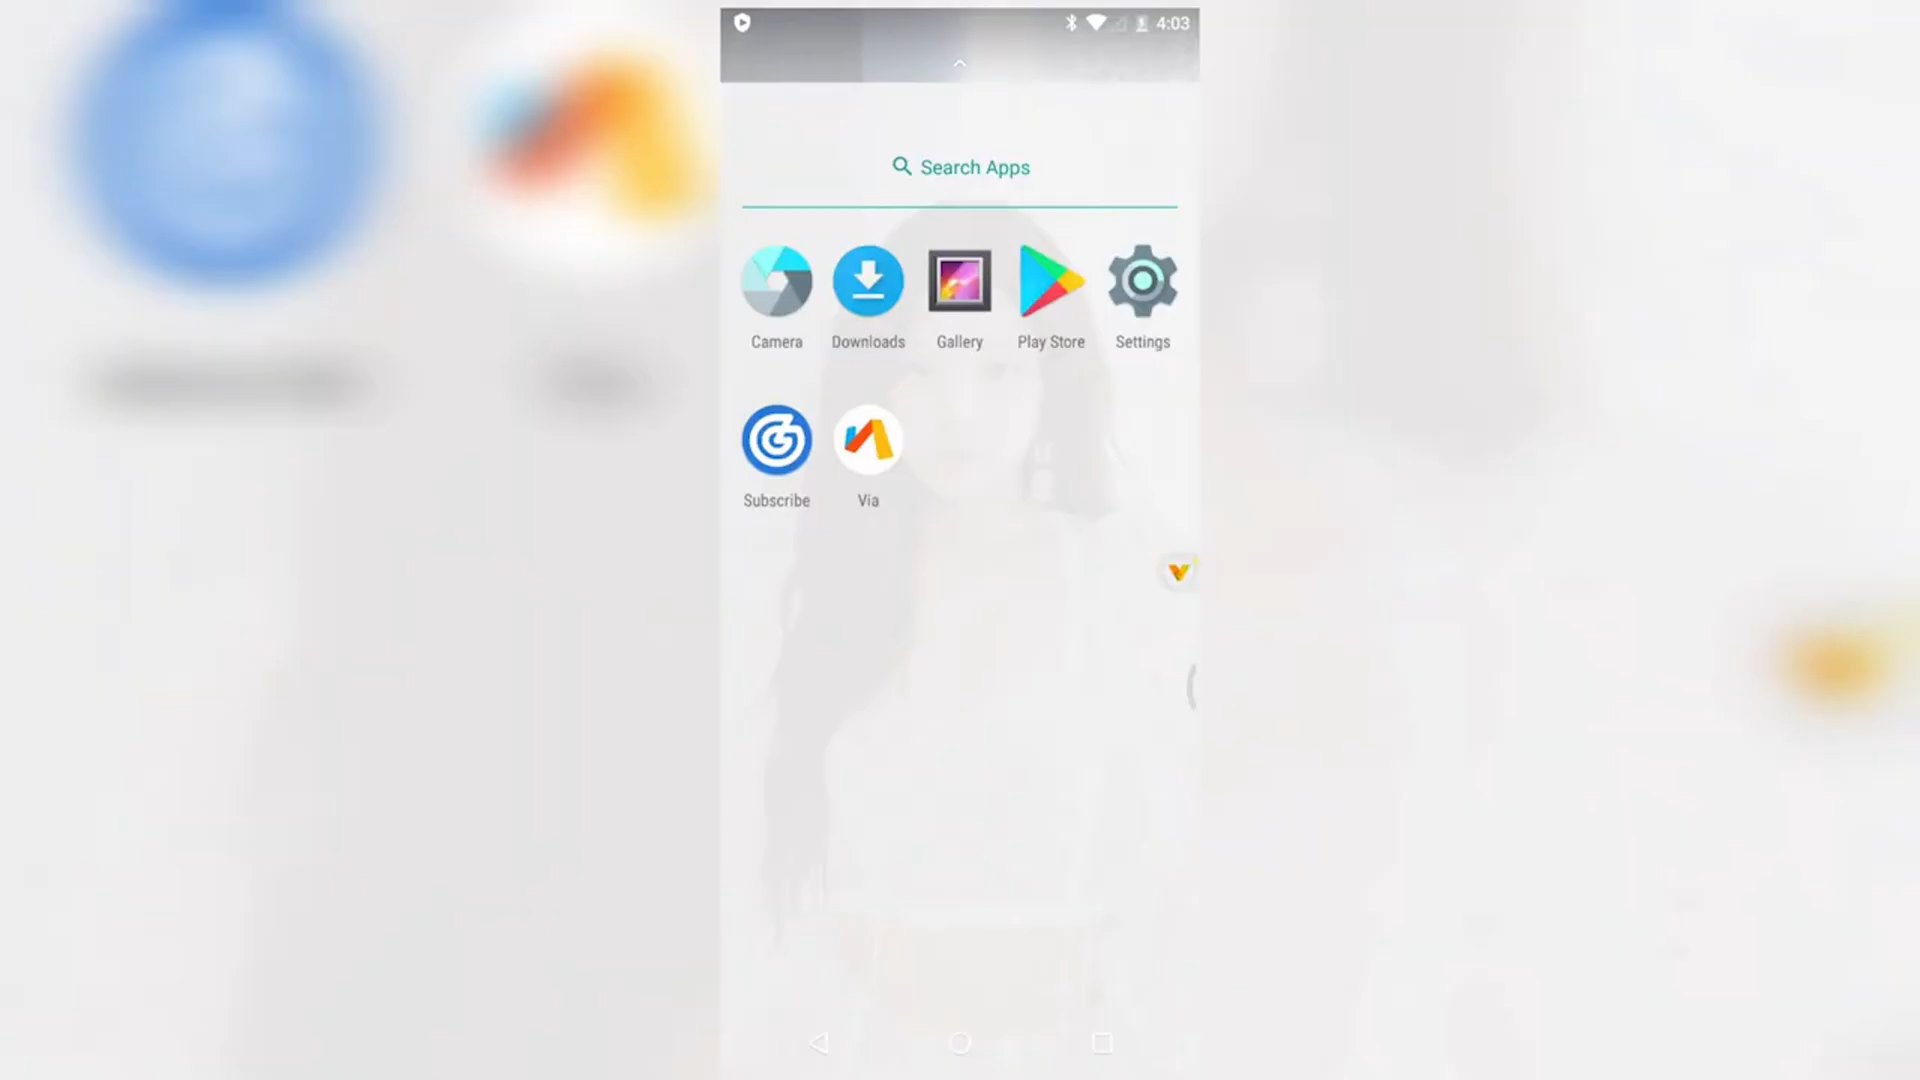 4:03
Search Apps
Camera
Downloads
Gallery
Play Store
Settings
Subscribe
Via